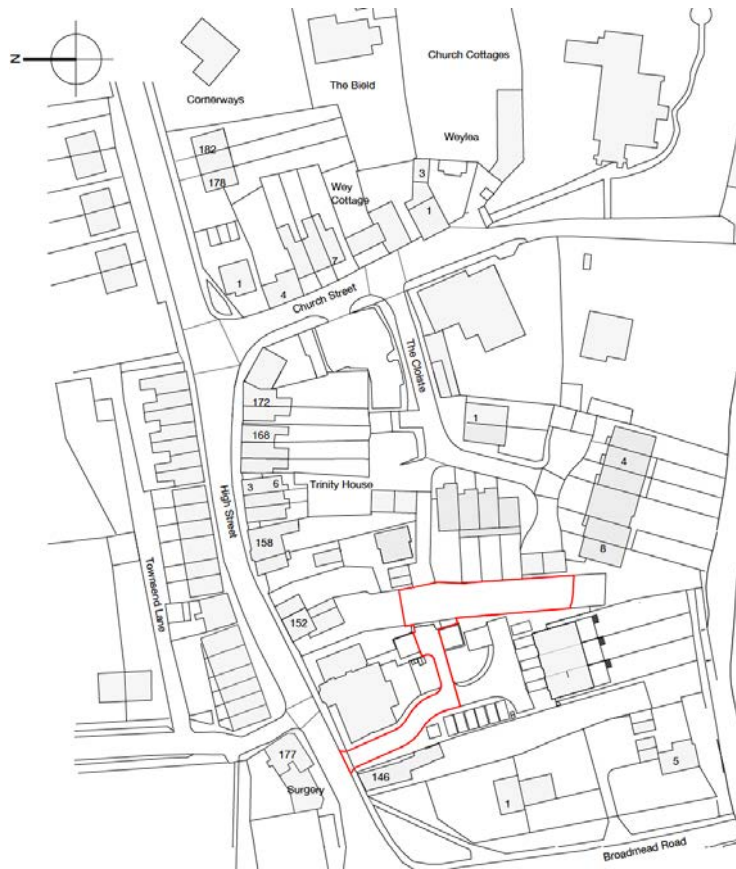 Church Cottages
N
The Bield
Cornerways
Weylea
182
178
3
Wey
Cottage
1
7
1
4
Church Street
The Cloiste
172
168
1
4
3
6
Trinity House
High Street
158
8
Townsend Lane
152
177
Surgery
146
5
1
Broadmead Road